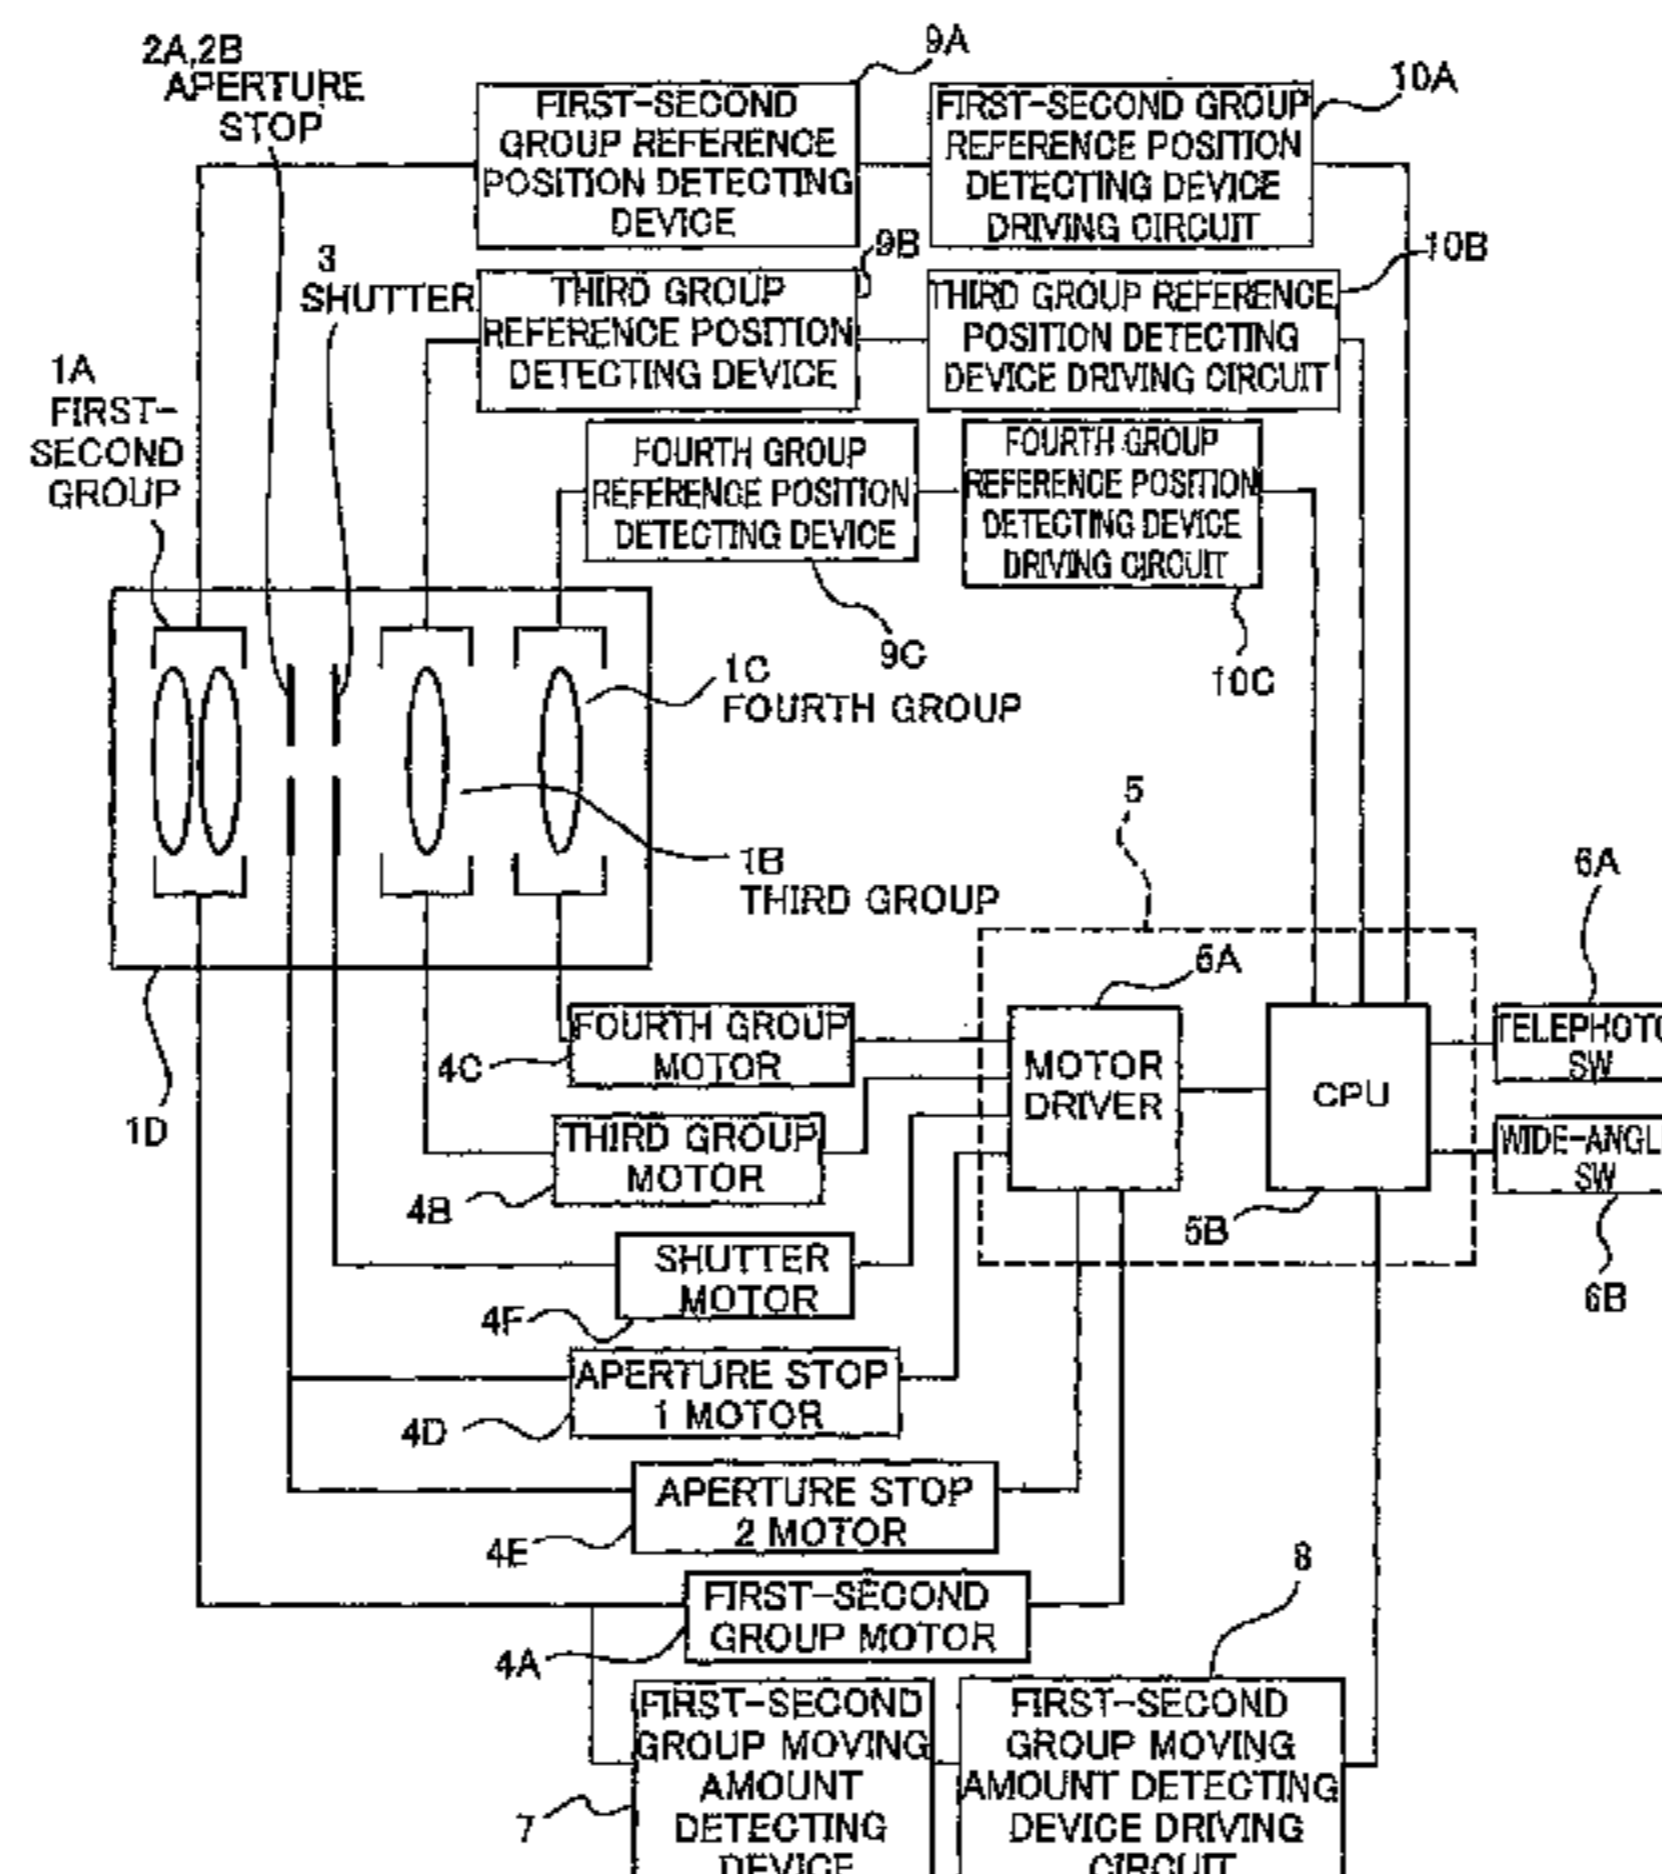 2A,2B
APERTURE
STOP
9A
FIRST-SECOND
GROUP REFERENCE
POSITION DETECTING
DEVICE
10A
FIRST-SECOND GROUP
REFERENCE POSITION
DETECTING DEVICE
DRIVING CIRCUIT
3
SHUTTER
9B
THIRD GROUP
REFERENCE POSITION
DETECTING DEVICE
10B
THIRD GROUP REFERENCE
POSITION DETECTING
DEVICE DRIVING CIRCUIT
1A
FIRST-
SECOND
GROUP
FOURTH GROUP
REFERENCE POSITION
DETECTING DEVICE
9C
FOURTH GROUP
REFERENCE POSITION
DETECTING DEVICE
DRIVING CIRCUIT
10C
1C
FOURTH GROUP
1B
THIRD GROUP
1D
5
5A
MOTOR
DRIVER
CPU
5B
6A
TELEPHOTO
SW
WIDE-ANGL
SW
6B
FOURTH GROUP
MOTOR
4C
THIRD GROUP
MOTOR
4B
SHUTTER
MOTOR
4F
APERTURE STOP
1 MOTOR
4D
APERTURE STOP
2 MOTOR
4E
FIRST-SECOND
GROUP MOTOR
4A
8
FIRST-SECOND
GROUP MOVING
AMOUNT
DETECTING
DEVICE
7
FIRST-SECOND
GROUP MOVING
AMOUNT DETECTING
DEVICE DRIVING
CIRCUIT